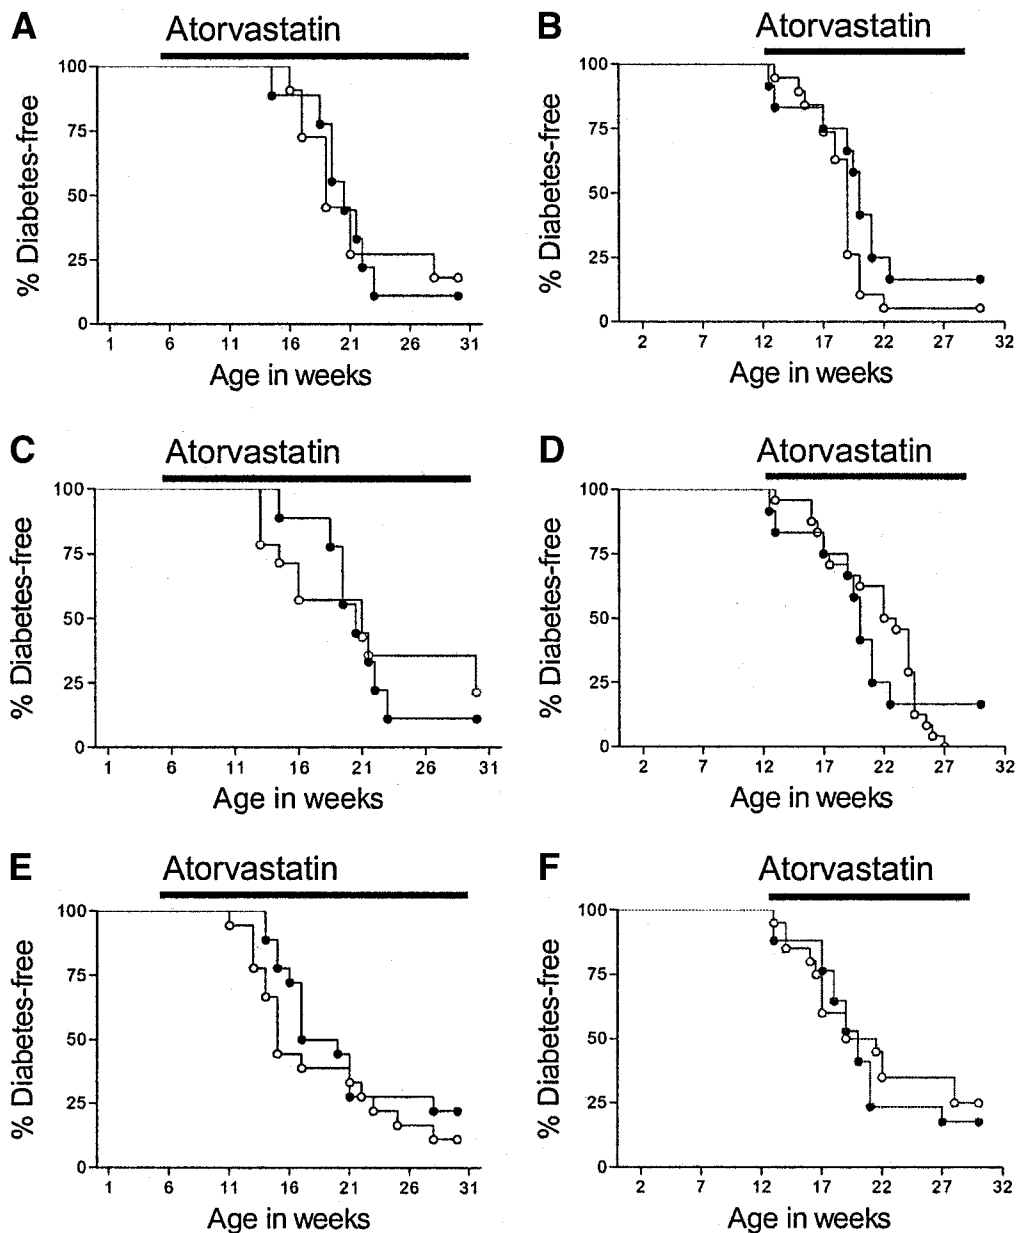 A
Atorvastatin
% Diabetes-free
100
75
50
25
0
1 6 11 16 21 26 31
Age in weeks
B
Atorvastatin
% Diabetes-free
100
75
50
25
0
2 7 12 17 22 27 32
Age in weeks
C
Atorvastatin
% Diabetes-free
100
75
50
25
0
1 6 11 16 21 26 31
Age in weeks
D
Atorvastatin
% Diabetes-free
100
75
50
25
0
2 7 12 17 22 27 32
Age in weeks
E
Atorvastatin
% Diabetes-free
100
75
50
25
0
1 6 11 16 21 26 31
Age in weeks
F
Atorvastatin
% Diabetes-free
100
75
50
25
0
2 7 12 17 22 27 32
Age in weeks